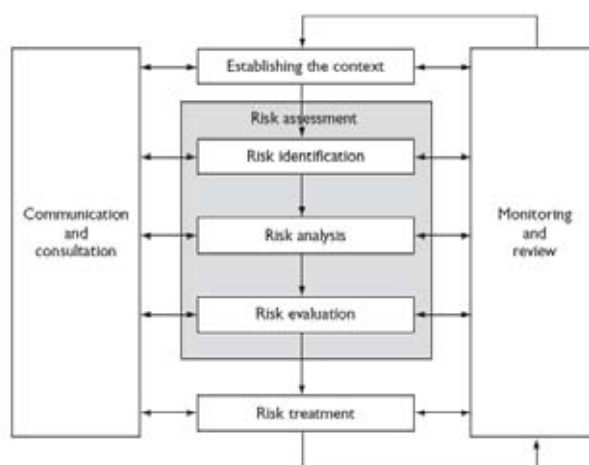 Establishing the context
Risk assessment
Risk identification
Communication
and
consultation
Risk analysis
Monitoring
and
review
Risk evaluation
Risk treatment